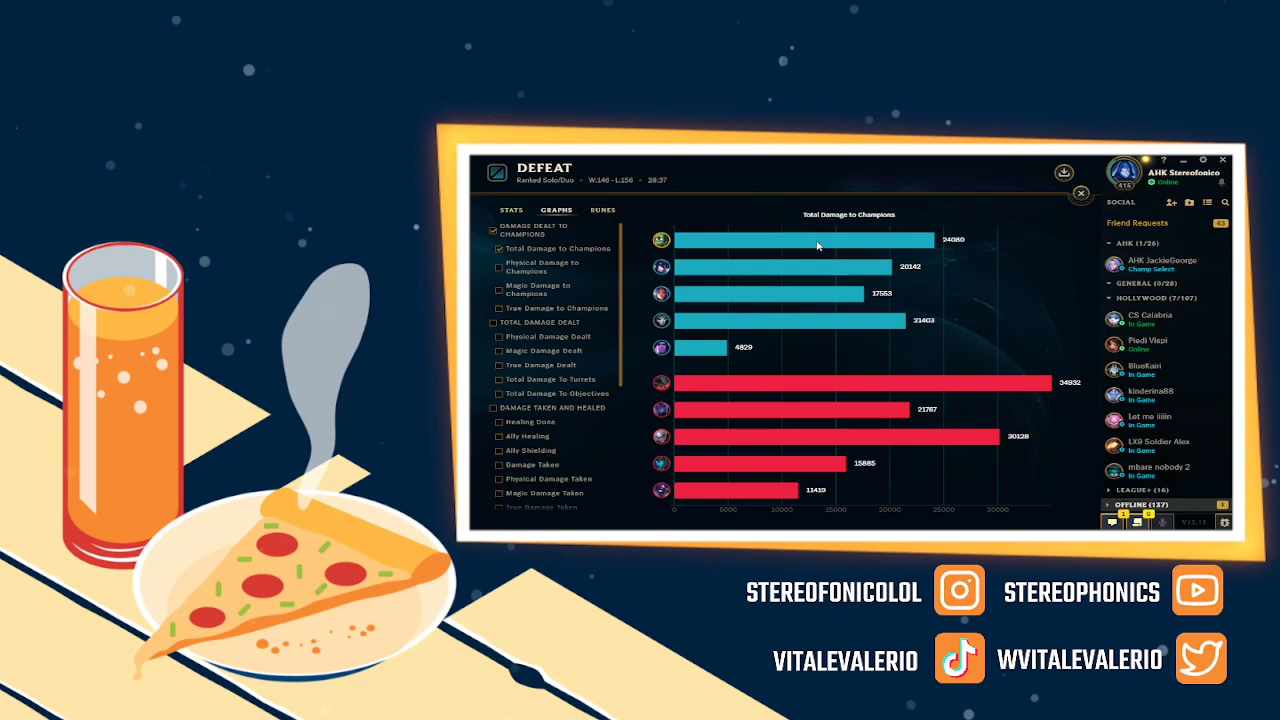 DEFEAT
Ranked Solo/Duo • W:146 - L:156 • 28:37
STATS GRAPHS RUNES
DAMAGE DEALT TO
CHAMPIONS
Total Damage to Champions
Physical Damage to
Champions
Magic Damage to
Champions
True Damage to Champions
TOTAL DAMAGE DEALT
Physical Damage Dealt
Magic Damage Dealt
True Damage Dealt
Total Damage To Turrets
Total Damage To Objectives
DAMAGE TAKEN AND HEALED
Healing Done
Ally Healing
Ally Shielding
Damage Taken
Physical Damage Taken
Magic Damage Taken
True Damage Taken
Total Damage to Champions
24080
20142
17553
21403
4829
34932
21767
30128
15885
11419
0 5000 10000 15000 20000 25000 30000
415
AHK Stereofonico
Online
SOCIAL
Friend Requests 43
AHK (1/26)
AHK JackieGeorge
Champ Select
GENERAL (0/28)
HOLLYWOOD (7/107)
CS Calabria
In Game
Piedi Vispi
Online
BlueKairi
In Game
kinderina88
In Game
Let me iiiiin
In Game
LX9 Soldier Alex
In Game
mbare nobody 2
In Game
LEAGUE+ (16)
OFFLINE (137) 1
STEREOFONICOLOL
STEREOPHONICS
VITALEVALERIO
WVITALEVALERIO